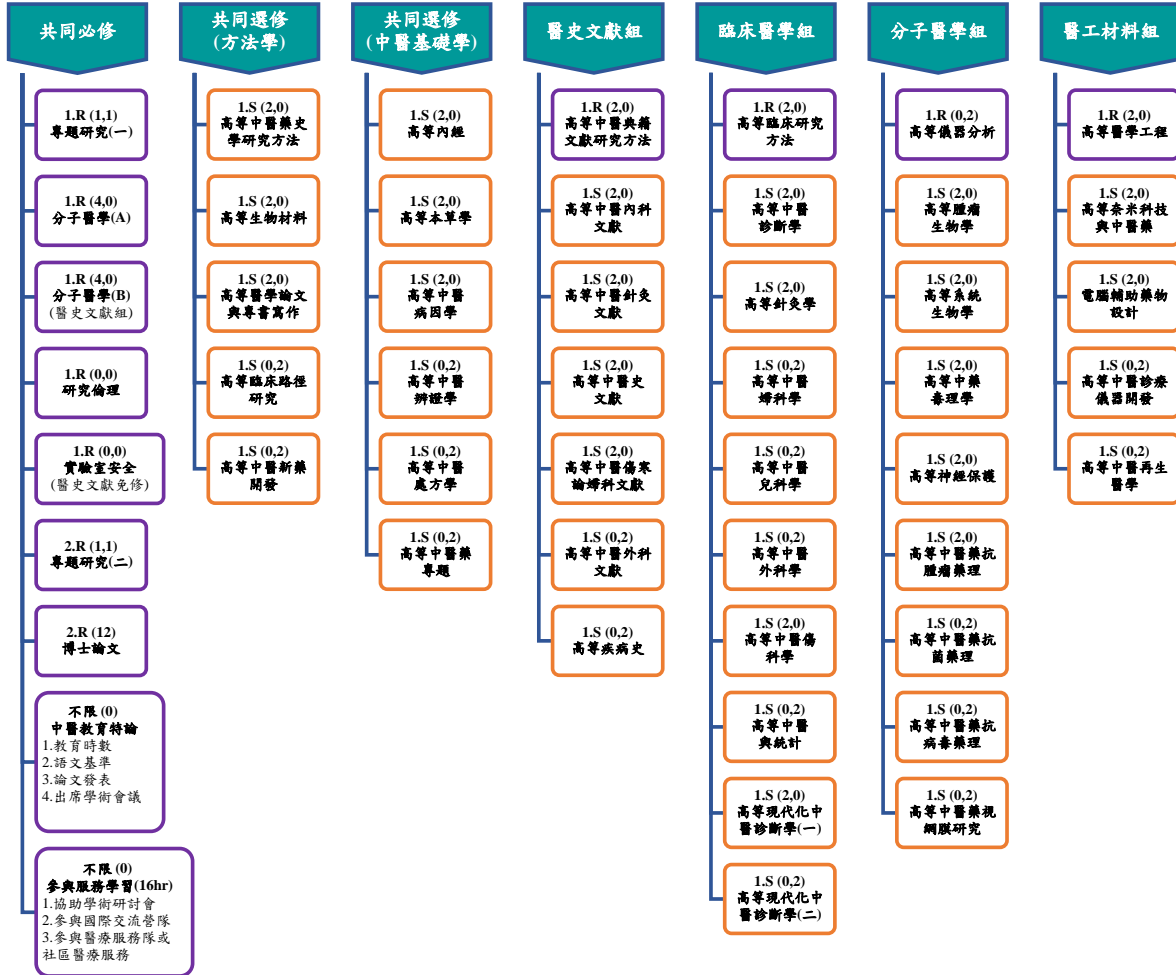 共同必修
1.R (1,1)
專題研究(一)
1.R (4,0)
分子醫學(A)
1.R (4,0)
分子醫學(B)
(醫史文獻組)
1.R (0,0)
研究倫理
1.R (0,0)
實驗室安全
(醫史文獻免修)
2.R (1,1)
專題研究(二)
2.R (12)
博士論文
不限 (0)
中醫教育特論
1.教育時數
2.語文基準
3.論文發表
4.出席學術會議
不限 (0)
參與服務學習(16hr)
1.協助學術研討會
2.參與國際交流營隊
3.參與醫療服務隊或
社區醫療服務
共同選修
(方法學)
1.S (2,0)
高等中醫藥史
學研究方法
1.S (2,0)
高等生物材料
1.S (2,0)
高等醫學論文
與專書寫作
1.S (0,2)
高等臨床路徑
研究
1.S (0,2)
高等中醫新藥
開發
共同選修
(中醫基礎學)
1.S (2,0)
高等內經
1.S (2,0)
高等本草學
1.S (2,0)
高等中醫
病因學
1.S (0,2)
高等中醫
辨證學
1.S (0,2)
高等中醫
處方學
1.S (0,2)
高等中醫藥
專題
醫史文獻組
1.R (2,0)
高等中醫典籍
文獻研究方法
1.S (2,0)
高等中醫內科
文獻
1.S (2,0)
高等中醫針灸
文獻
1.S (2,0)
高等中醫史
文獻
1.S (2,0)
高等中醫傷寒
論婦科文獻
1.S (0,2)
高等中醫外科
文獻
1.S (0,2)
高等疾病史
臨床醫學組
1.R (2,0)
高等臨床研究
方法
1.S (2,0)
高等中醫
診斷學
1.S (2,0)
高等針灸學
1.S (0,2)
高等中醫
婦科學
1.S (0,2)
高等中醫
兒科學
1.S (0,2)
高等中醫
外科學
1.S (2,0)
高等中醫傷
科學
1.S (0,2)
高等中醫
與統計
1.S (2,0)
高等現代化中
醫診斷學(一)
1.S (0,2)
高等現代化中
醫診斷學(二)
分子醫學組
1.R (0,2)
高等儀器分析
1.S (2,0)
高等腫瘤
生物學
1.S (2,0)
高等系統
生物學
1.S (2,0)
高等中藥
毒理學
1.S (2,0)
高等神經保護
1.S (2,0)
高等中醫藥抗
腫瘤藥理
1.S (0,2)
高等中醫藥抗
菌藥理
1.S (0,2)
高等中醫藥抗
病毒藥理
1.S (0,2)
高等中醫藥視
網膜研究
醫工材料組
1.R (2,0)
高等醫學工程
1.S (2,0)
高等奈米科技
與中醫藥
1.S (2,0)
電腦輔助藥物
設計
1.S (0,2)
高等中醫診療
儀器開發
1.S (0,2)
高等中醫再生
醫學